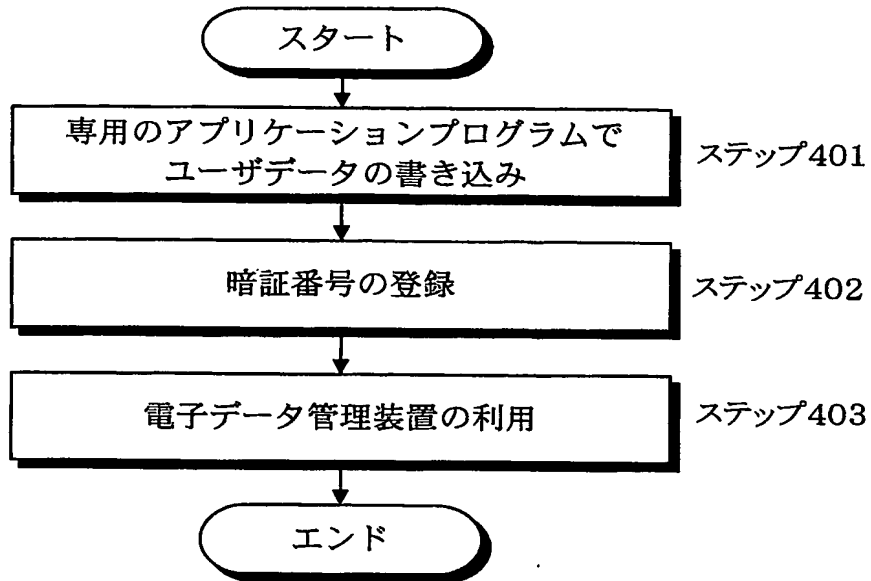 スタート
専用のアプリケーションプログラムで
ユーザデータの書き込み
ステップ401
暗証番号の登録
ステップ402
電子データ管理装置の利用
ステップ403
エンド